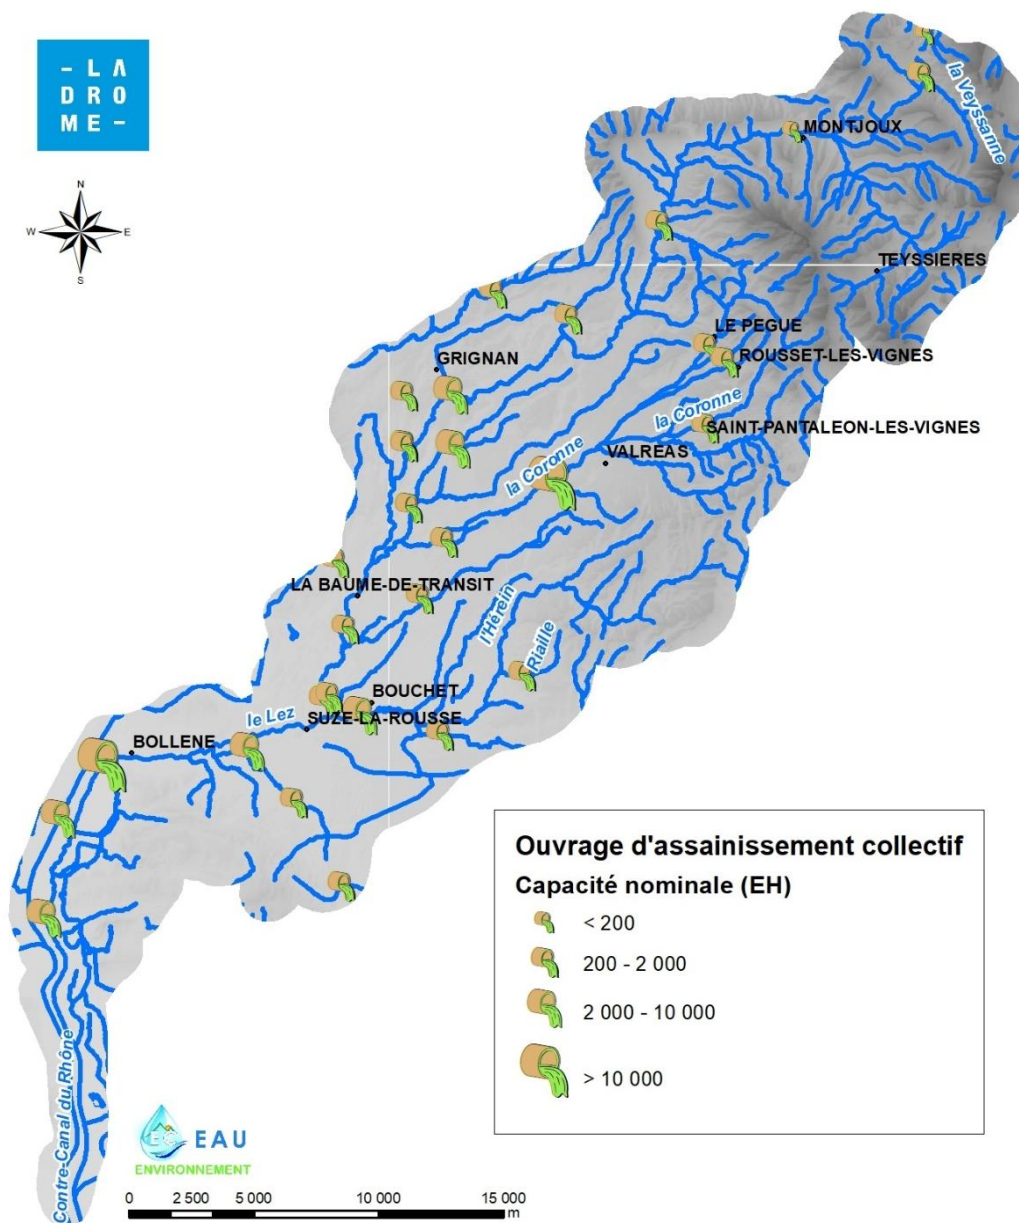 - L A
D R O
M E -
N
W
E
S
la Veyssanne
MONTJOUX
TEYSSIERES
LE PEGUE
GRIGNAN
ROUSSET-LES-VIGNES
la Coronne
SAINT-PANTALEON-LES-VIGNES
VALREAS
la Coronne
LA BAUME-DE-TRANSIT
l'Hérein
Riaille
BOUCHET
le Lez
SUZE-LA-ROUSSE
BOLLENE
Contre-Canal du Rhône
Ouvrage d'assainissement collectif
Capacité nominale (EH)
< 200
200 - 2 000
2 000 - 10 000
> 10 000
EC EAU
ENVIRONNEMENT
0 2 500 5 000 10 000 15 000
m